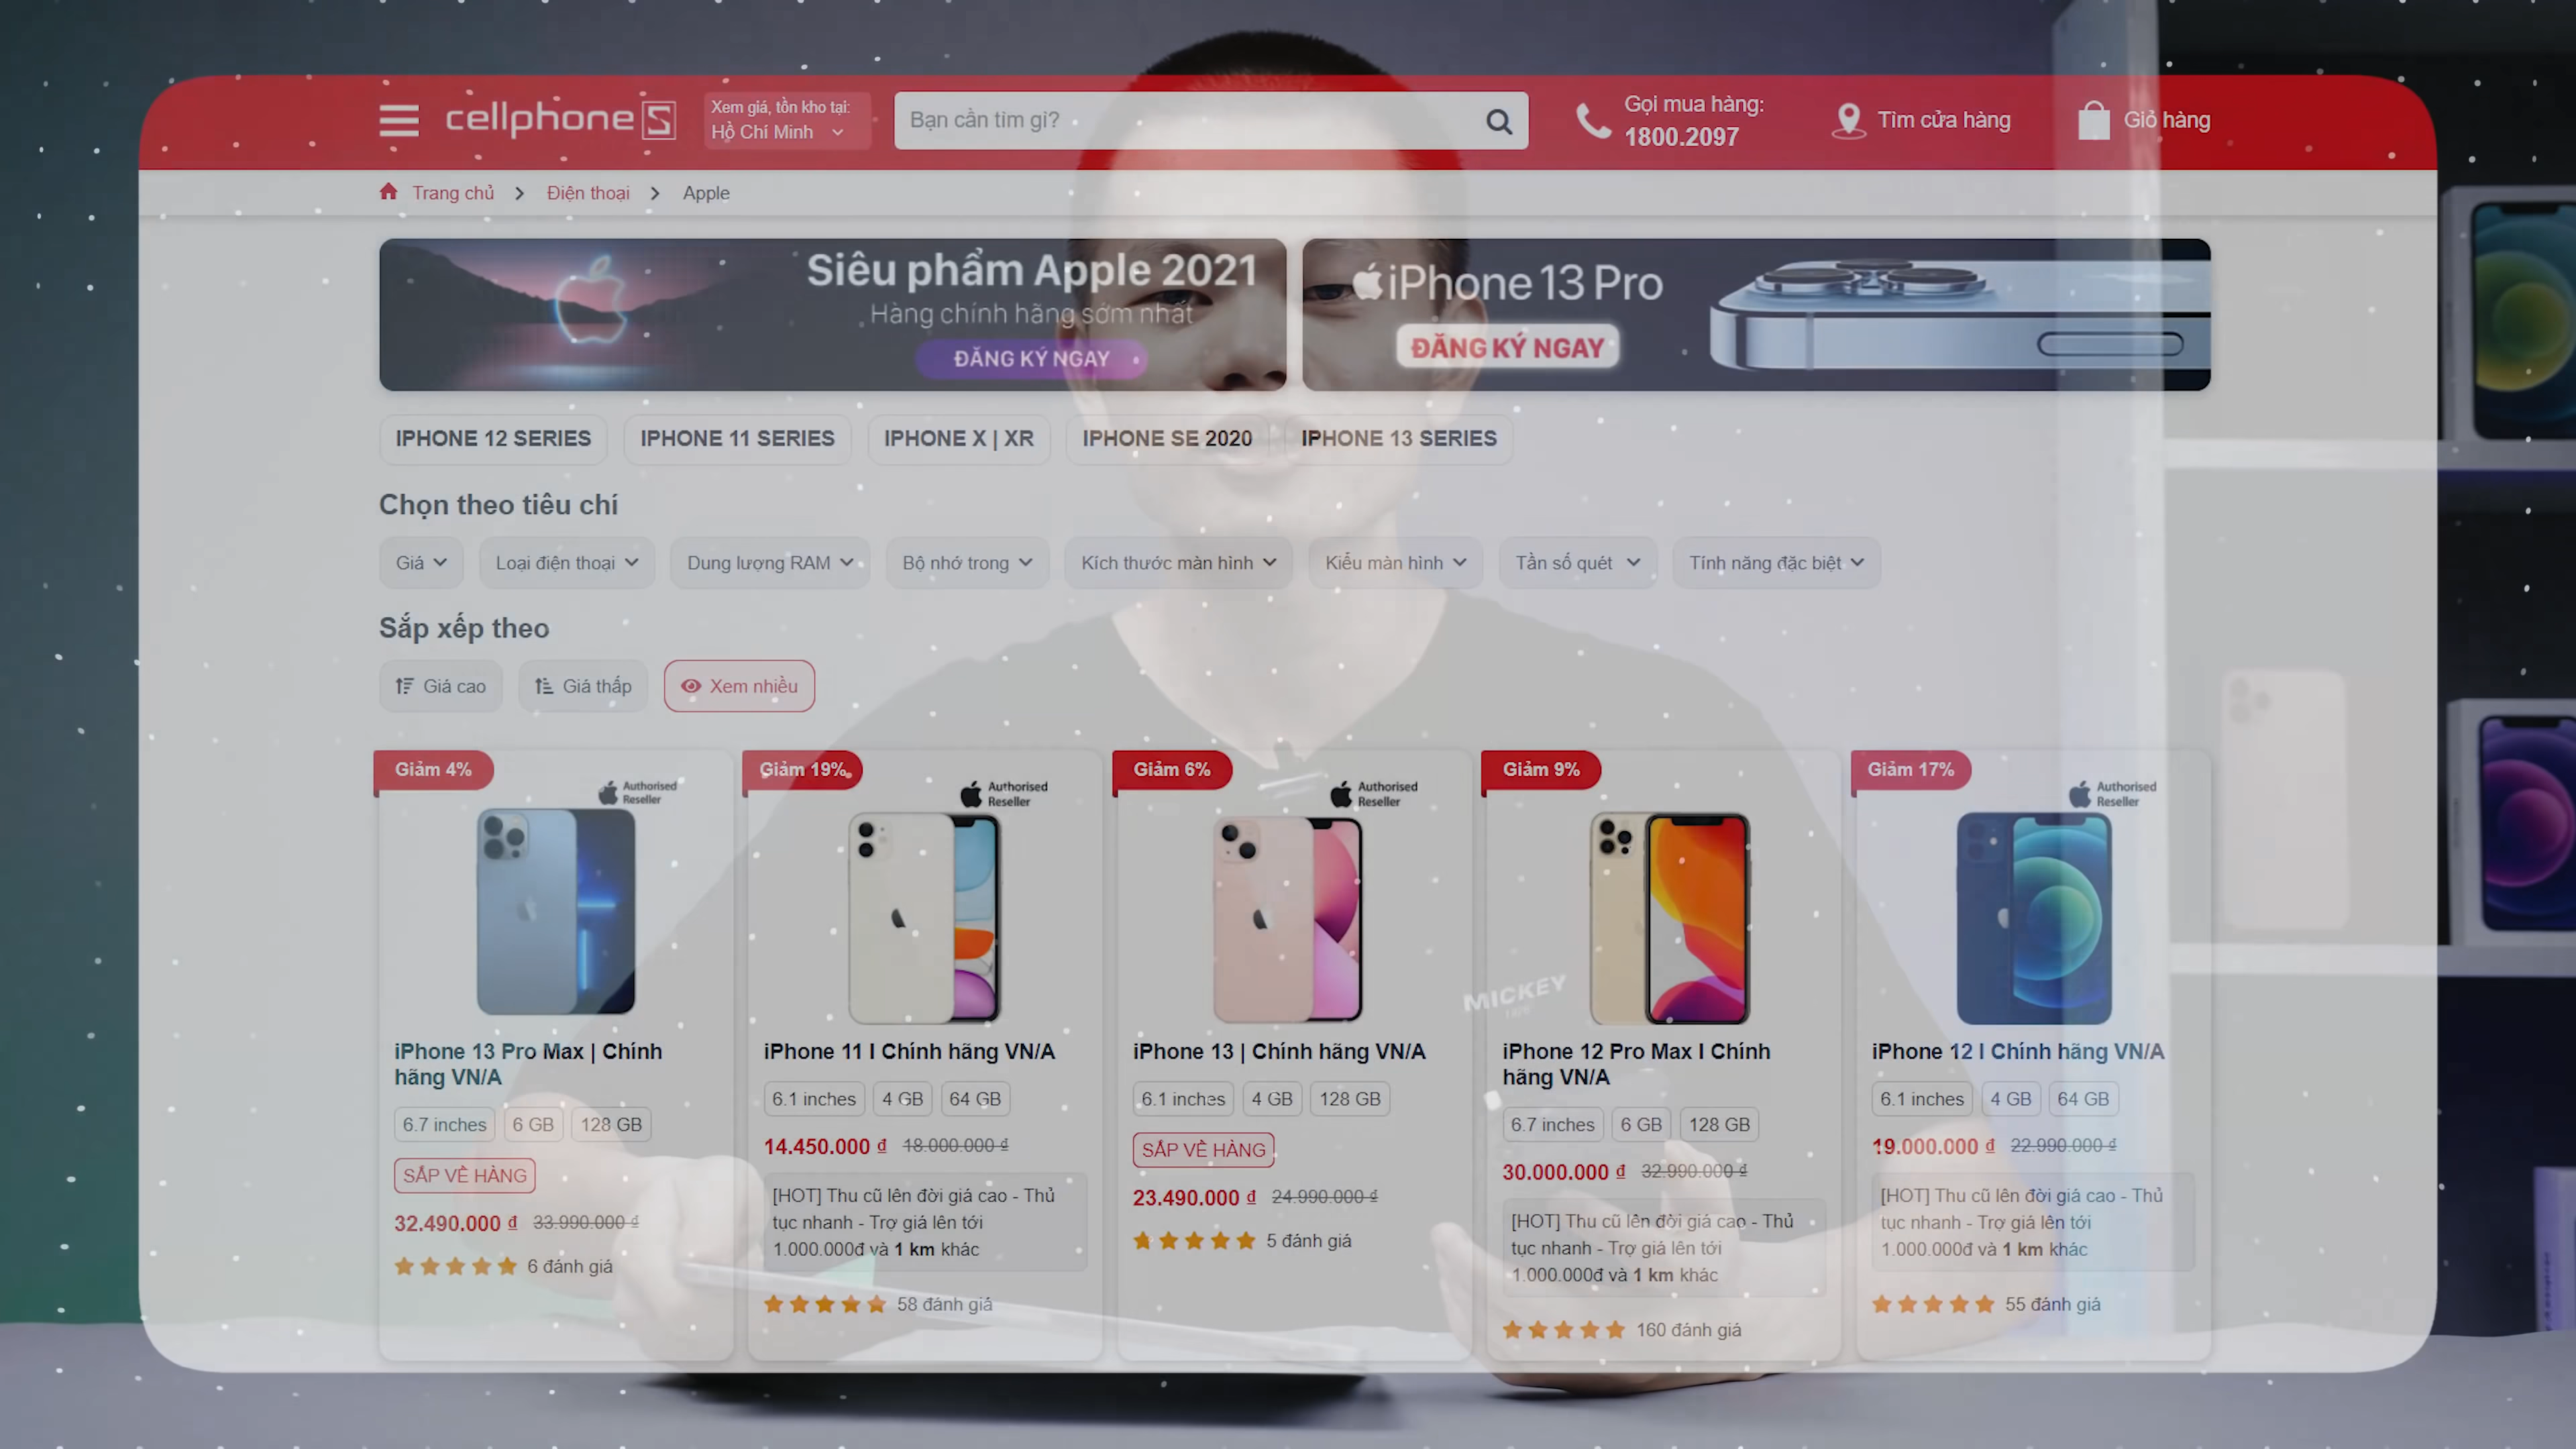 cellphoneS
Xem giá, tồn kho tại:
Hồ Chí Minh
Bạn cần tìm gì?
Gọi mua hàng:
1800.2097
Tìm cửa hàng
Giỏ hàng
Trang chủ > Điện thoại > Apple
Siêu phẩm Apple 2021
Hàng chính hãng sớm nhất
ĐĂNG KÝ NGAY
iPhone 13 Pro
ĐĂNG KÝ NGAY
IPHONE 12 SERIES
IPHONE 11 SERIES
IPHONE X | XR
IPHONE SE 2020
IPHONE 13 SERIES
Chọn theo tiêu chí
Giá
Loại điện thoại
Dung lượng RAM
Bộ nhớ trong
Kích thước màn hình
Kiểu màn hình
Tần số quét
Tính năng đặc biệt
Sắp xếp theo
Giá cao
Giá thấp
Xem nhiều
Giảm 4%
Authorised
Reseller
iPhone 13 Pro Max | Chính
hãng VN/A
6.7 inches 6 GB 128 GB
SẮP VỀ HÀNG
32.490.000 ₫ 33.990.000 ₫
6 đánh giá
Giảm 19%
Authorised
Reseller
iPhone 11 I Chính hãng VN/A
6.1 inches 4 GB 64 GB
14.450.000 ₫ 18.000.000 ₫
[HOT] Thu cũ lên đời giá cao - Thủ
tục nhanh - Trợ giá lên tới
1.000.000đ và 1 km khác
58 đánh giá
Giảm 6%
Authorised
Reseller
iPhone 13 | Chính hãng VN/A
6.1 inches 4 GB 128 GB
SẮP VỀ HÀNG
23.490.000 ₫ 24.990.000 ₫
5 đánh giá
Giảm 9%
MICKEY
iPhone 12 Pro Max I Chính
hãng VN/A
6.7 inches 6 GB 128 GB
30.000.000 ₫ 32.990.000 ₫
[HOT] Thu cũ lên đời giá cao - Thủ
tục nhanh - Trợ giá lên tới
1.000.000đ và 1 km khác
160 đánh giá
Giảm 17%
Authorised
Reseller
iPhone 12 I Chính hãng VN/A
6.1 inches 4 GB 64 GB
19.000.000 ₫ 22.990.000 ₫
[HOT] Thu cũ lên đời giá cao - Thủ
tục nhanh - Trợ giá lên tới
1.000.000đ và 1 km khác
55 đánh giá